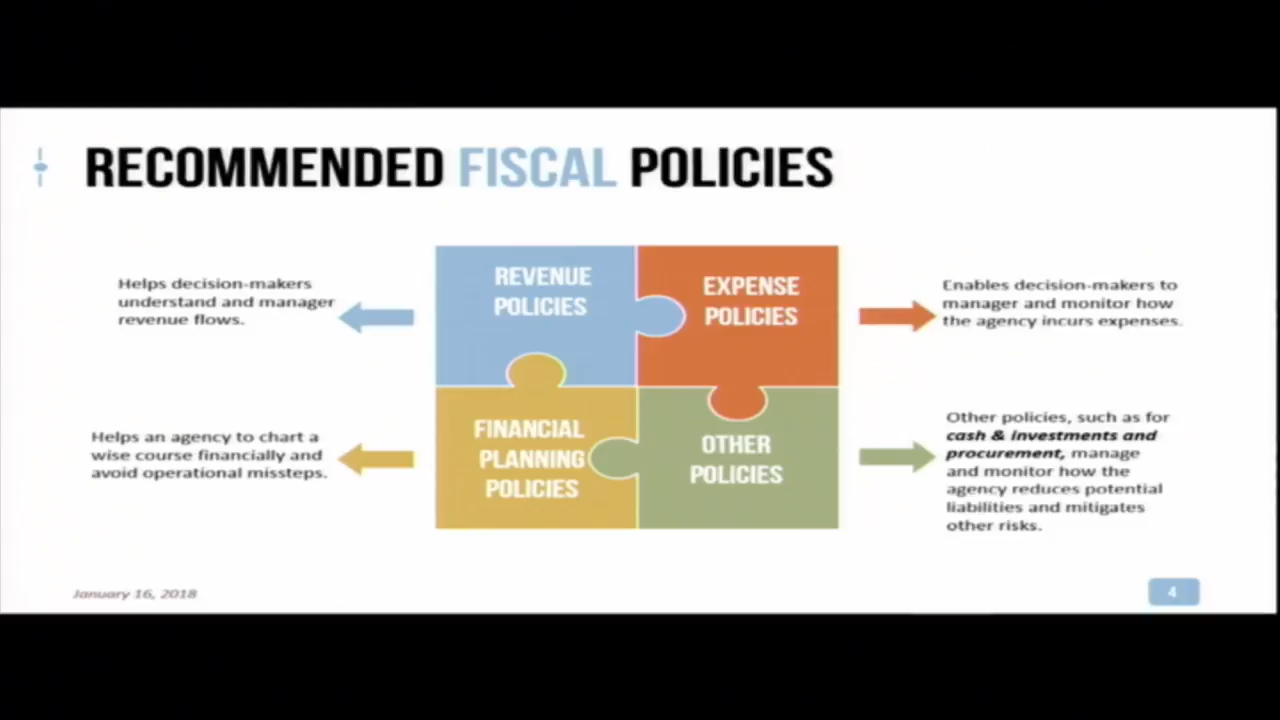 RECOMMENDED FISCAL POLICIES
Helps decision-makers
understand and manager
revenue flows.
REVENUE
POLICIES
EXPENSE
POLICIES
Enables decision-makers to
manager and monitor how
the agency incurs expenses.
Helps an agency to chart a
wise course financially and
avoid operational missteps.
FINANCIAL
PLANNING
POLICIES
OTHER
POLICIES
Other policies, such as for
cash & investments and
procurement, manage
and monitor how the
agency reduces potential
liabilities and mitigates
other risks.
January 16, 2018
4